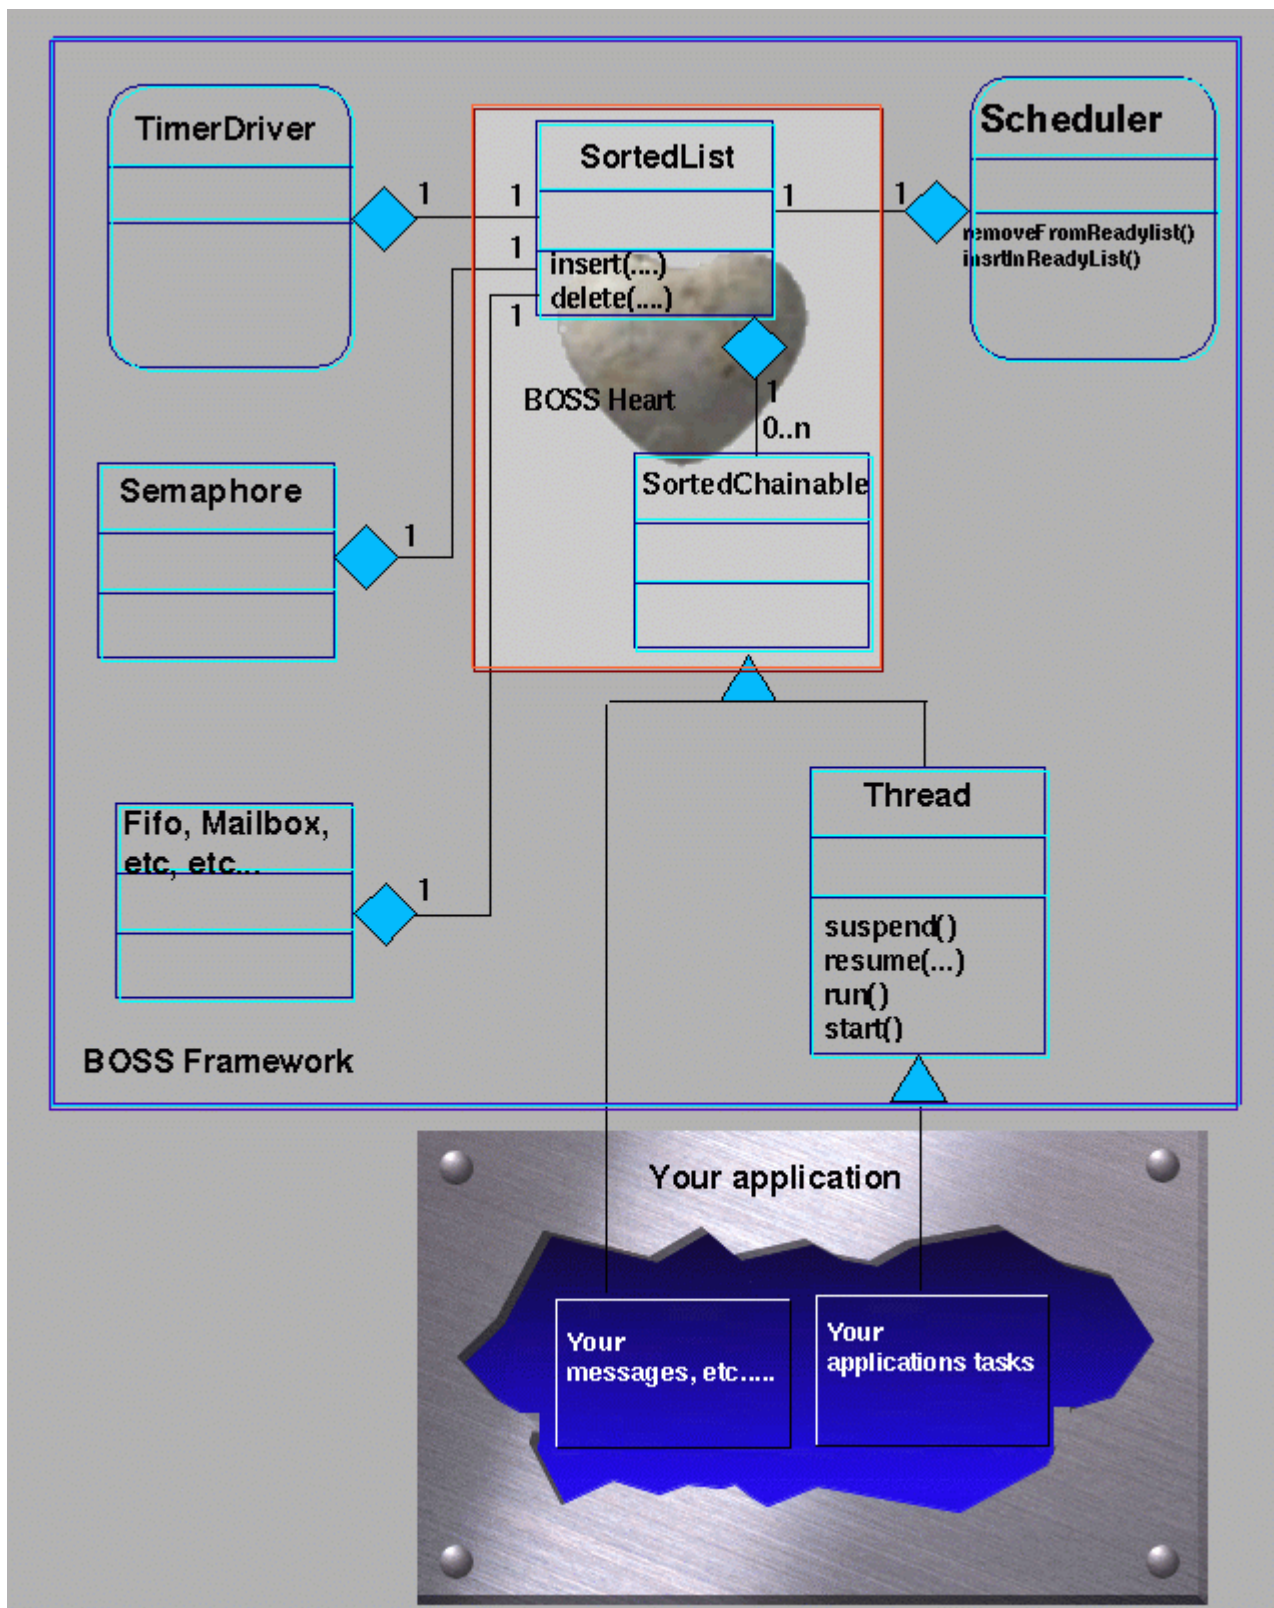 TimerDriver
SortedList
Scheduler
1
1
1
1
removeFromReadylist()
insrtInReadyList()
1
insert(....)
delete(....)
1
BOSS Heart
1
0..n
SortedChainable
Semaphore
1
Thread
Fifo, Mailbox,
etc, etc...
1
suspend()
resume(...)
run()
start()
BOSS Framework
Your application
Your
messages, etc.....
Your
applications tasks